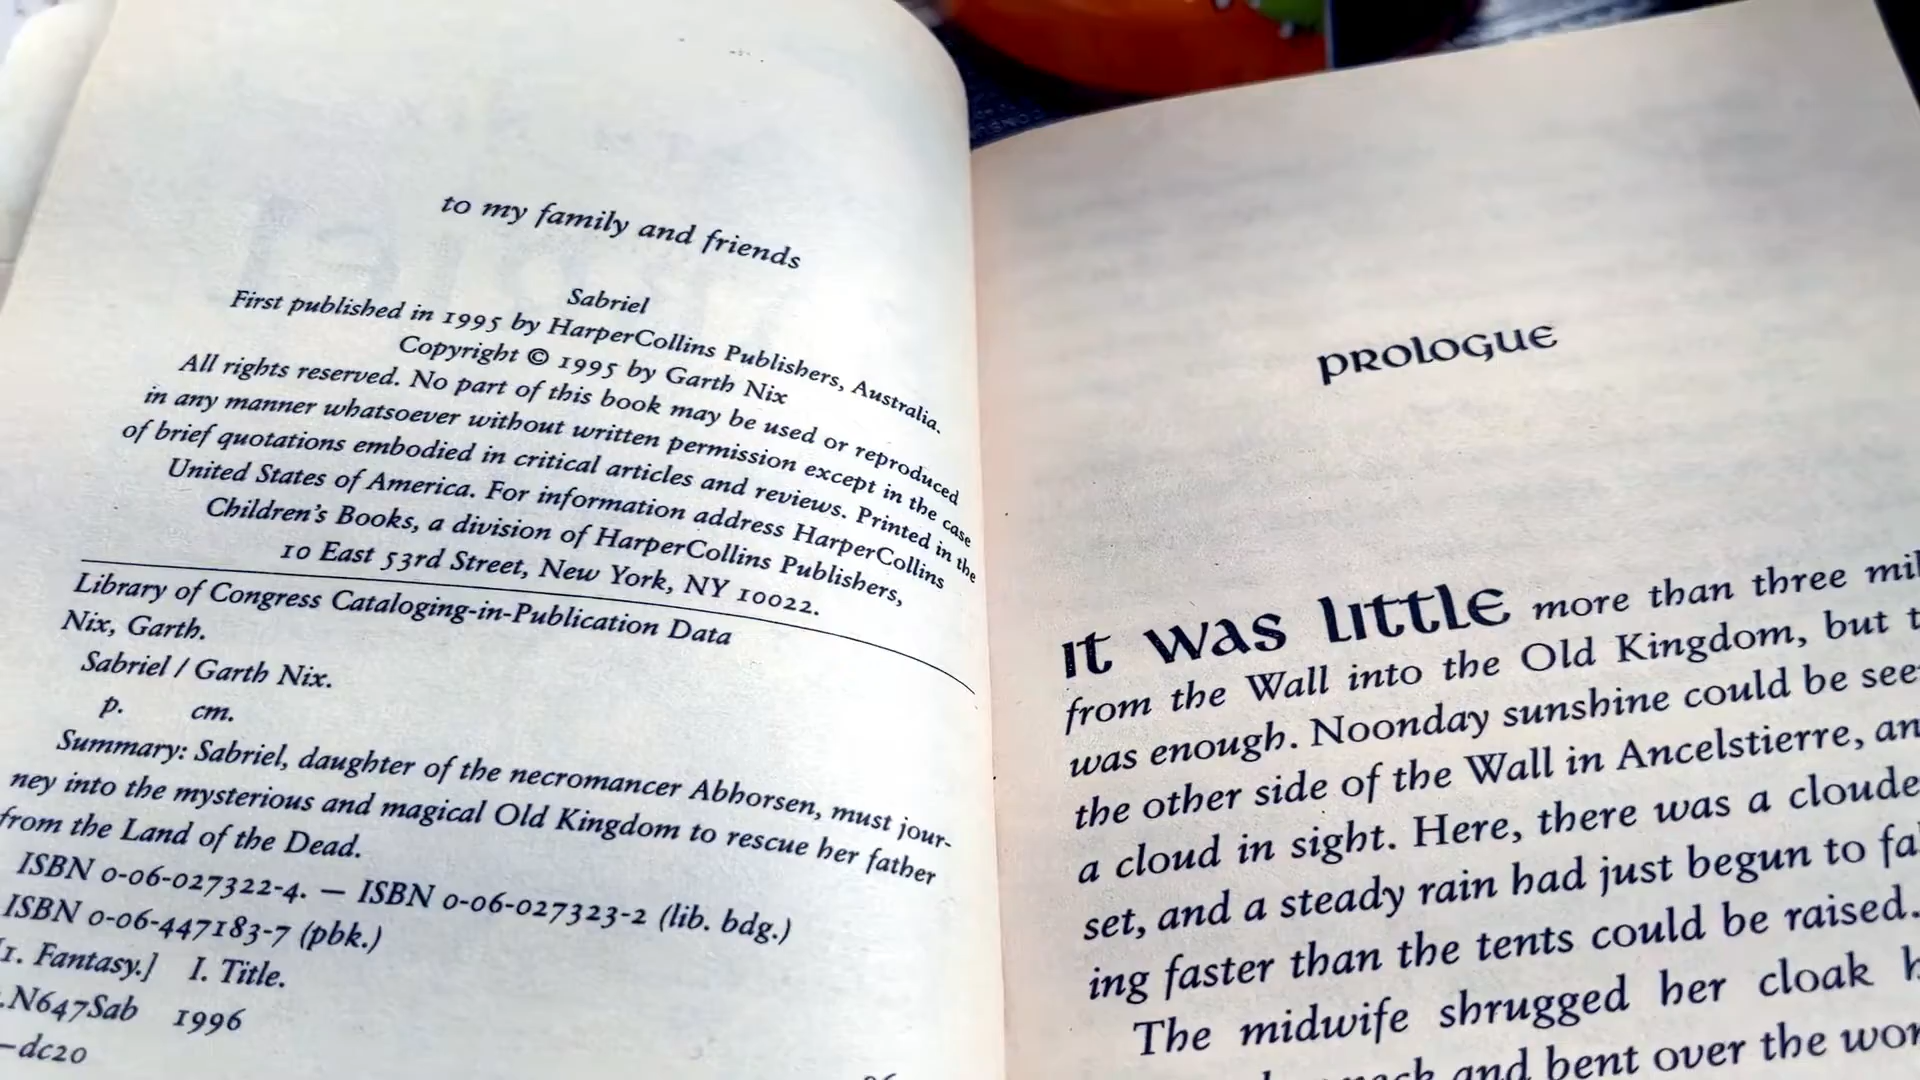 to my family and friends
Sabriel
First published in 1995 by HarperCollins Publishers, Australia.
Copyright © 1995 by Garth Nix
All rights reserved. No part of this book may be used or reproduced
in any manner whatsoever without written permission except in the case
of brief quotations embodied in critical articles and reviews. Printed in the
United States of America. For information address HarperCollins
Children's Books, a division of HarperCollins Publishers,
10 East 53rd Street, New York, NY 10022.
Library of Congress Cataloging-in-Publication Data
Nix, Garth.
Sabriel / Garth Nix.
p. cm.
Summary: Sabriel, daughter of the necromancer Abhorsen, must jour-
ney into the mysterious and magical Old Kingdom to rescue her father
from the Land of the Dead.
ISBN 0-06-027322-4. — ISBN 0-06-027323-2 (lib. bdg.)
ISBN 0-06-447183-7 (pbk.)
[1. Fantasy.] I. Title.
.N647Sab 1996
—dc20
PROLOGUE
IT WAS LITTLE more than three
from the Wall into the Old Kingdom, but
was enough. Noonday sunshine could be
the other side of the Wall in Ancelstierre,
a cloud in sight. Here, there was a
set, and a steady rain had just begun to
ing faster than the tents could be raised.
The midwife shrugged her cloak
and bent over the